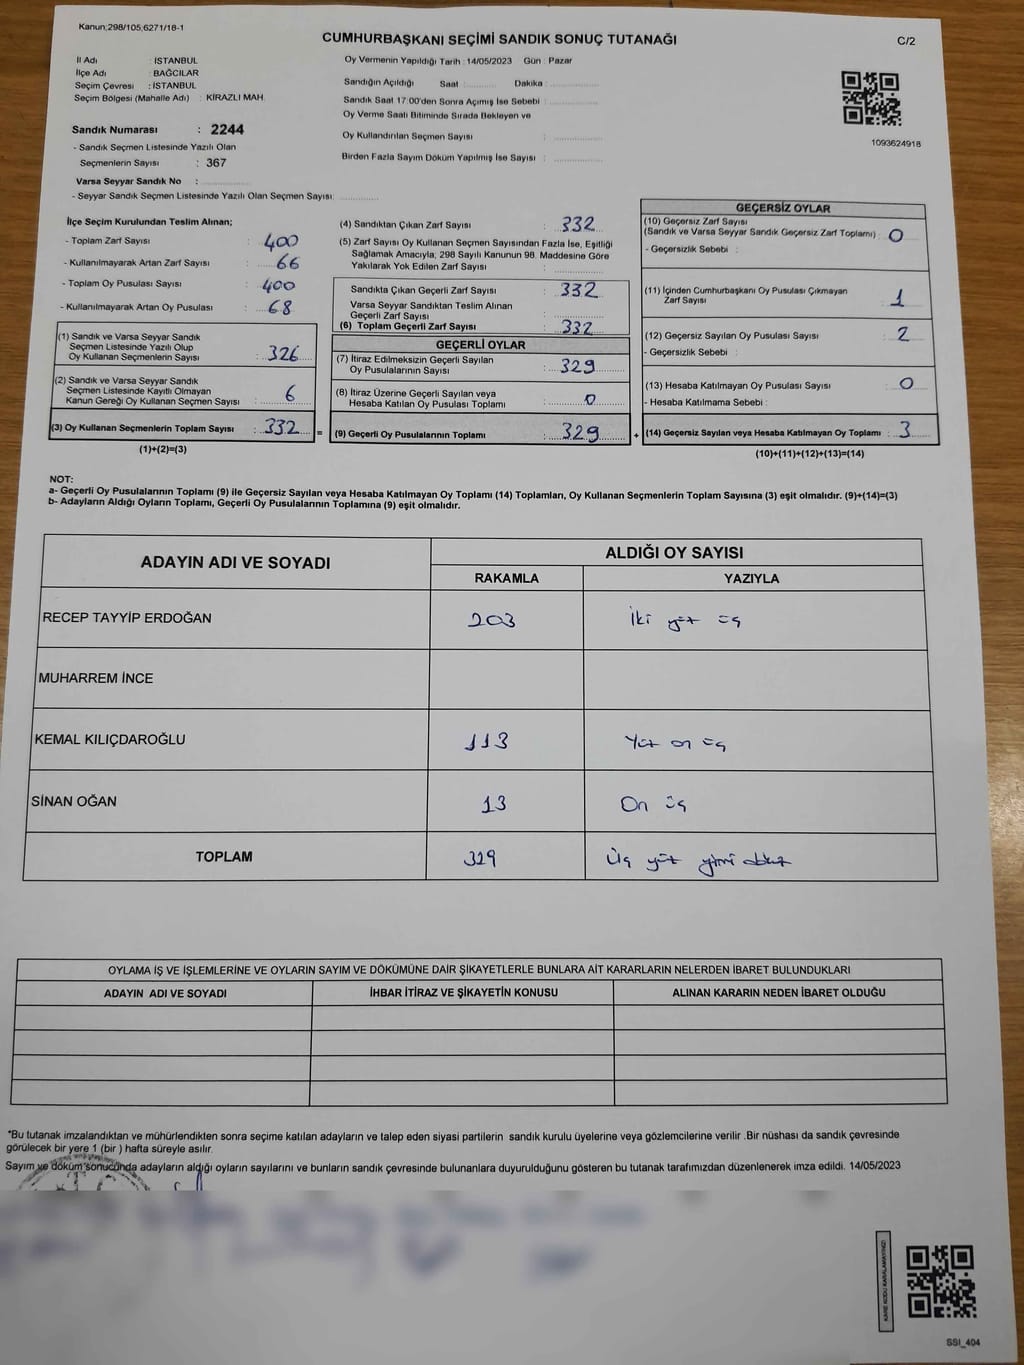 Kanun;298/105,6271/18-1
CUMHURBAŞKANI SEÇİMİ SANDIK SONUÇ TUTANAĞI
C/2
İl Adı : İSTANBUL
İlçe Adı : BAĞCILAR
Seçim Çevresi : İSTANBUL
Seçim Bölgesi (Mahalle Adı) : KİRAZLI MAH.
Sandık Numarası : 2244
- Sandık Seçmen Listesinde Yazılı Olan
Seçmenlerin Sayısı : 367
Varsa Seyyar Sandık No :
- Seyyar Sandık Seçmen Listesinde Yazılı Olan Seçmen Sayısı:
Oy Vermenin Yapıldığı Tarih : 14/05/2023 Gün : Pazar
Sandığın Açıldığı Saat : Dakika :
Sandık Saat 17:00'den Sonra Açılmış İse Sebebi :
Oy Verme Saati Bitiminde Sırada Bekleyen ve
Oy Kullandırılan Seçmen Sayısı :
Birden Fazla Sayım Döküm Yapılmış İse Sayısı :
1093624918
İlçe Seçim Kurulundan Teslim Alınan;
- Toplam Zarf Sayısı : 400
- Kullanılmayarak Artan Zarf Sayısı : 66
- Toplam Oy Pusulası Sayısı : 400
- Kullanılmayarak Artan Oy Pusulası : 68
(1) Sandık ve Varsa Seyyar Sandık
Seçmen Listesinde Yazılı Olup
Oy Kullanan Seçmenlerin Sayısı : 326
(2) Sandık ve Varsa Seyyar Sandık
Seçmen Listesinde Kayıtlı Olmayan
Kanun Gereği Oy Kullanan Seçmen Sayısı : 6
(3) Oy Kullanan Seçmenlerin Toplam Sayısı : 332 =
(1)+(2)=(3)
(4) Sandıktan Çıkan Zarf Sayısı : 332
(5) Zarf Sayısı Oy Kullanan Seçmen Sayısından Fazla İse, Eşitliği
Sağlamak Amacıyla; 298 Sayılı Kanunun 98. Maddesine Göre
Yakılarak Yok Edilen Zarf Sayısı :
Sandıkta Çıkan Geçerli Zarf Sayısı : 332
Varsa Seyyar Sandıktan Teslim Alınan
Geçerli Zarf Sayısı :
(6) Toplam Geçerli Zarf Sayısı : 332
GEÇERLİ OYLAR
(7) İtiraz Edilmeksizin Geçerli Sayılan
Oy Pusulalarının Sayısı : 329
(8) İtiraz Üzerine Geçerli Sayılan veya
Hesaba Katılan Oy Pusulası Toplamı : 0
(9) Geçerli Oy Pusulalarının Toplamı : 329 +
GEÇERSİZ OYLAR
(10) Geçersiz Zarf Sayısı
(Sandık ve Varsa Seyyar Sandık Geçersiz Zarf Toplamı) : 0
- Geçersizlik Sebebi :
(11) İçinden Cumhurbaşkanı Oy Pusulası Çıkmayan
Zarf Sayısı : 1
(12) Geçersiz Sayılan Oy Pusulası Sayısı : 2
- Geçersizlik Sebebi :
(13) Hesaba Katılmayan Oy Pusulası Sayısı : 0
- Hesaba Katılmama Sebebi :
(14) Geçersiz Sayılan veya Hesaba Katılmayan Oy Toplamı : 3
(10)+(11)+(12)+(13)=(14)
NOT:
a- Geçerli Oy Pusulalarının Toplamı (9) ile Geçersiz Sayılan veya Hesaba Katılmayan Oy Toplamı (14) Toplamları, Oy Kullanan Seçmenlerin Toplam Sayısına (3) eşit olmalıdır. (9)+(14)=(3)
b- Adayların Aldığı Oyların Toplamı, Geçerli Oy Pusulalarının Toplamına (9) eşit olmalıdır.
ADAYIN ADI VE SOYADI
ALDIĞI OY SAYISI
RAKAMLA YAZIYLA
RECEP TAYYİP ERDOĞAN 203 İki yüz üç
MUHARREM İNCE
KEMAL KILIÇDAROĞLU 113 Yüz on üç
SİNAN OĞAN 13 On üç
TOPLAM 329 Üç yüz yirmi dokuz
OYLAMA İŞ VE İŞLEMLERİNE VE OYLARIN SAYIM VE DÖKÜMÜNE DAİR ŞİKAYETLERLE BUNLARA AİT KARARLARIN NELERDEN İBARET BULUNDUKLARI
ADAYIN ADI VE SOYADI İHBAR İTİRAZ VE ŞİKAYETİN KONUSU ALINAN KARARIN NEDEN İBARET OLDUĞU
*Bu tutanak imzalandıktan ve mühürlendikten sonra seçime katılan adayların ve talep eden siyasi partilerin sandık kurulu üyelerine veya gözlemcilerine verilir .Bir nüshası da sandık çevresinde
görülecek bir yere 1 (bir ) hafta süreyle asılır.
Sayım ve döküm sonucunda adayların aldığı oyların sayılarını ve bunların sandık çevresinde bulunanlara duyurulduğunu gösteren bu tutanak tarafımızdan düzenlenerek imza edildi. 14/05/2023
KARE KODU KARALAMAYINIZ!
SSI_404